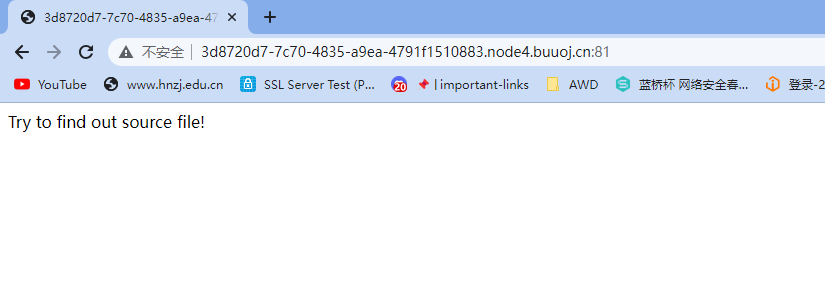 3d8720d7-7c70-4835-a9ea-47
不安全 3d8720d7-7c70-4835-a9ea-4791f1510883.node4.buuoj.cn:81
YouTube www.hnzj.edu.cn SSL Server Test (P... 20 | important-links AWD 蓝桥杯 网络安全春... 登录-2
Try to find out source file!